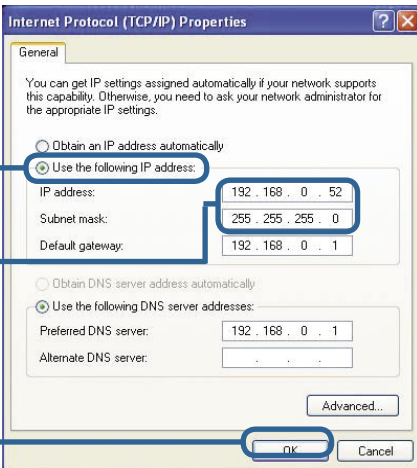 Internet Protocol (TCP/IP) Properties
General
You can get IP settings assigned automatically if your network supports
this capability. Otherwise, you need to ask your network administrator for
the appropriate IP settings.
Obtain an IP address automatically
Use the following IP address:
IP address: 192 . 168 . 0 . 52
Subnet mask: 255 . 255 . 255 . 0
Default gateway: 192 . 168 . 0 . 1
Obtain DNS server address automatically
Use the following DNS server addresses:
Preferred DNS server: 192 . 168 . 0 . 1
Alternate DNS server: . . .
Advanced...
OK Cancel